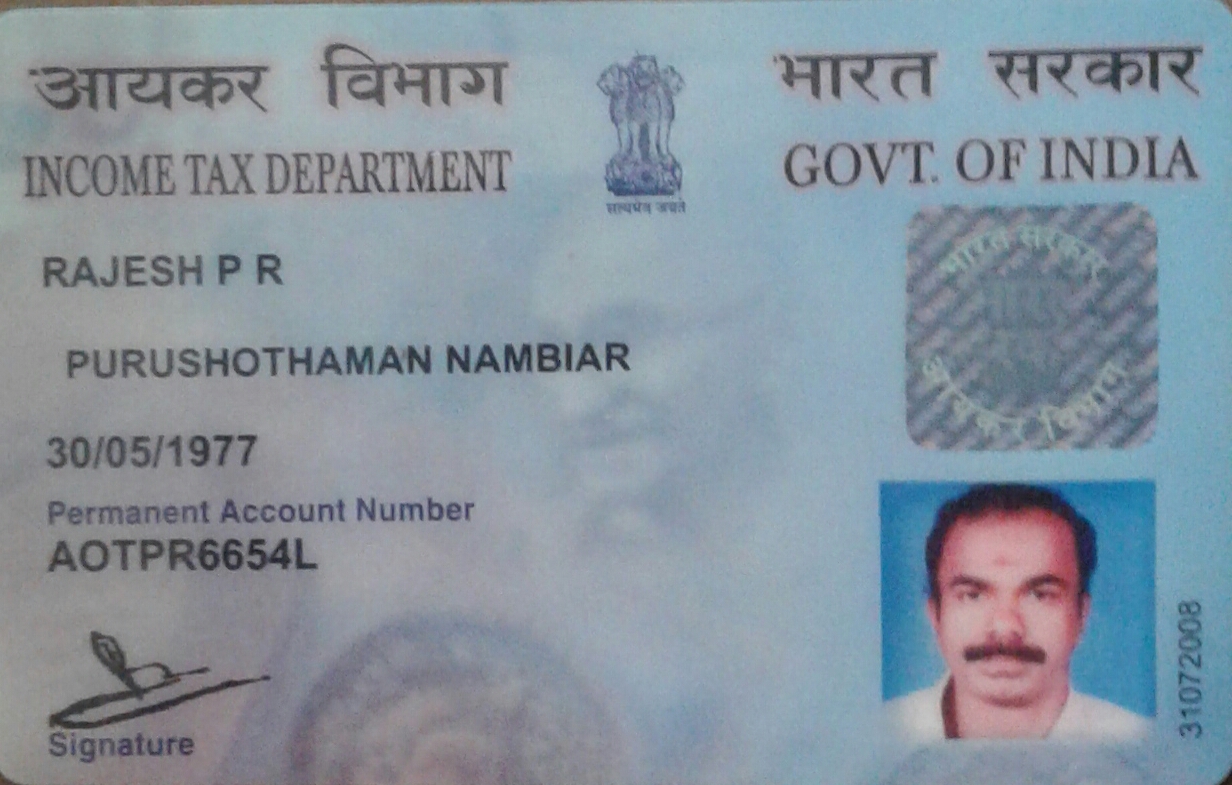 आयकर विभाग
भारत सरकार
INCOME TAX DEPARTMENT
GOVT. OF INDIA
सत्यमेव जयते
RAJESH P R
PURUSHOTHAMAN NAMBIAR
30/05/1977
Permanent Account Number
AOTPR6654L
Signature
भारत सरकार
आयकर विभाग
31072008